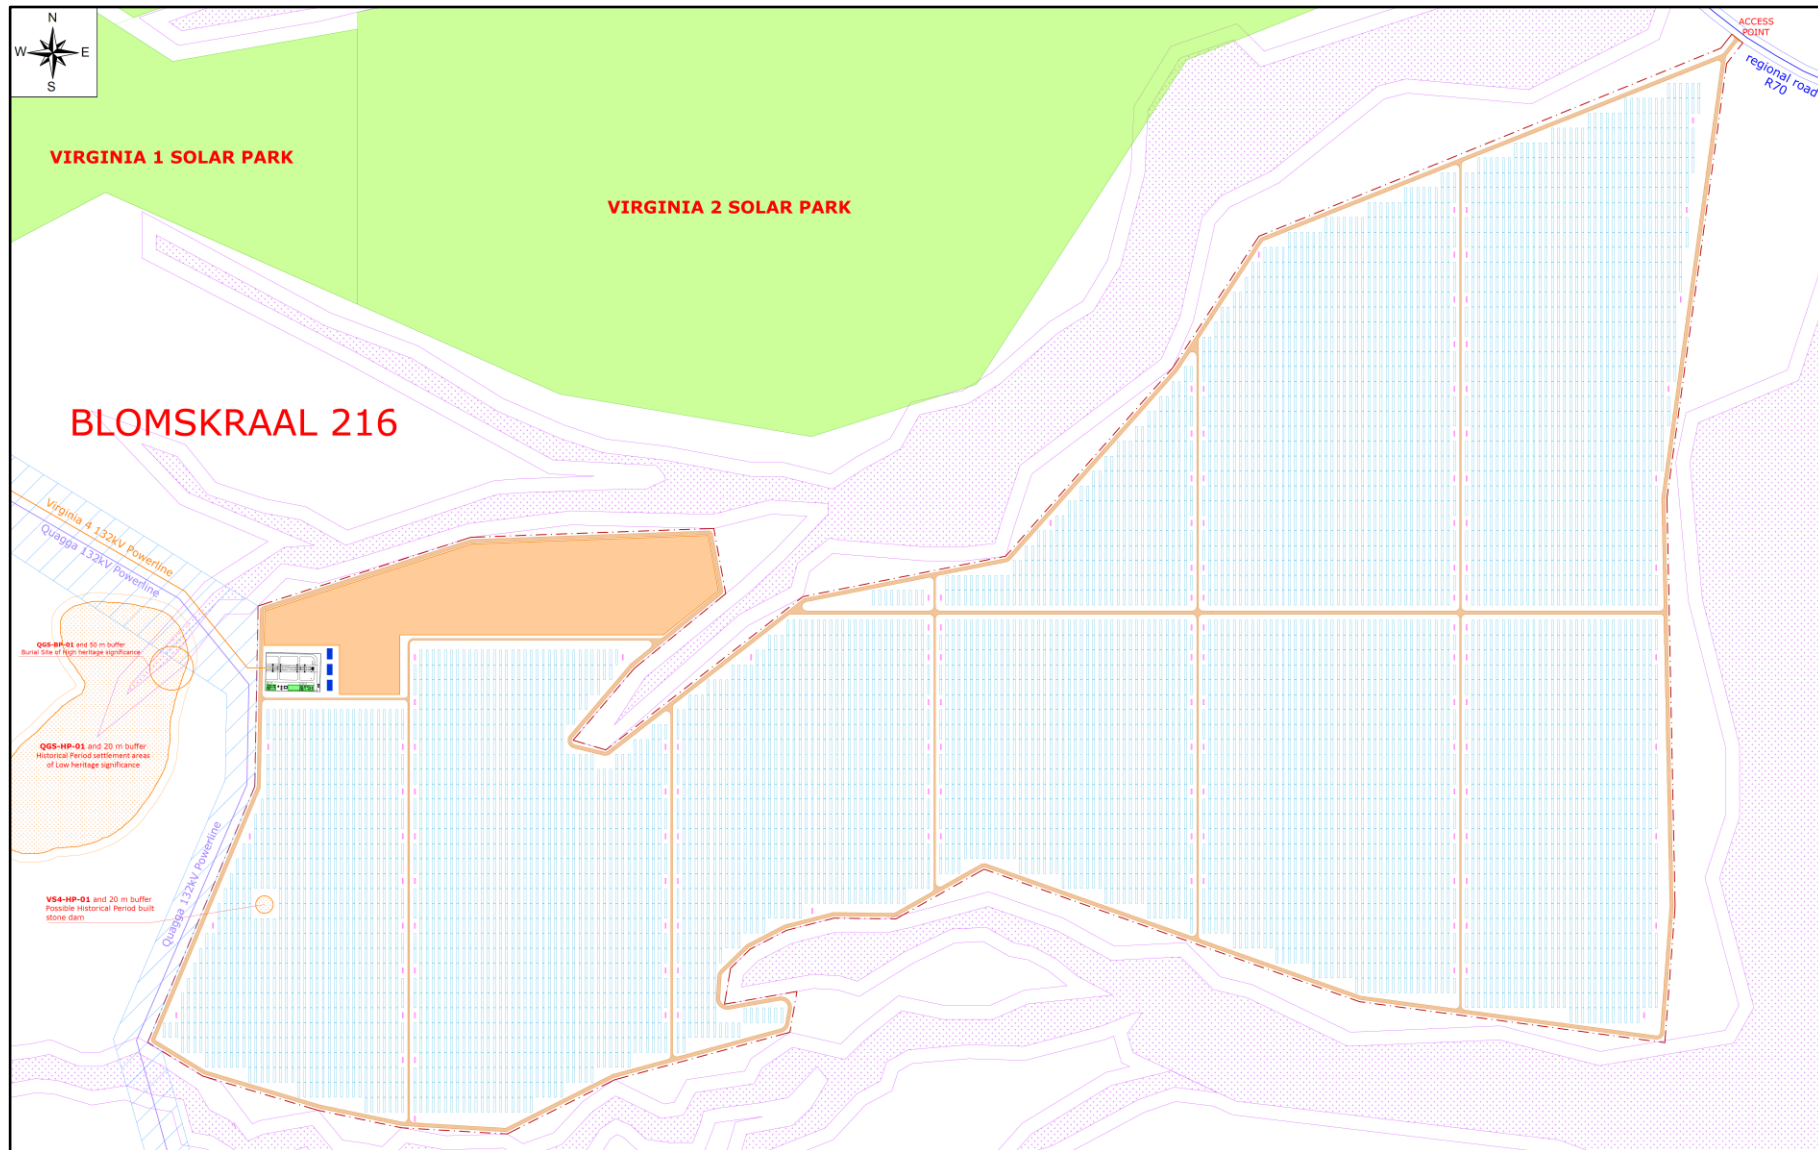 N
W E
S
ACCESS
POINT
regional road
R70
VIRGINIA 1 SOLAR PARK
VIRGINIA 2 SOLAR PARK
BLOMSKRAAL 216
Virginia 4 132kV Powerline
Quagga 132kV Powerline
QGS-BP-01 and 50 m buffer
Burial Site of High heritage significance
QGS-HP-01 and 20 m buffer
Historical Period settlement areas
of Low heritage significance
Quagga 132kV Powerline
VS4-HP-01 and 20 m buffer
Possible Historical Period built
stone dam